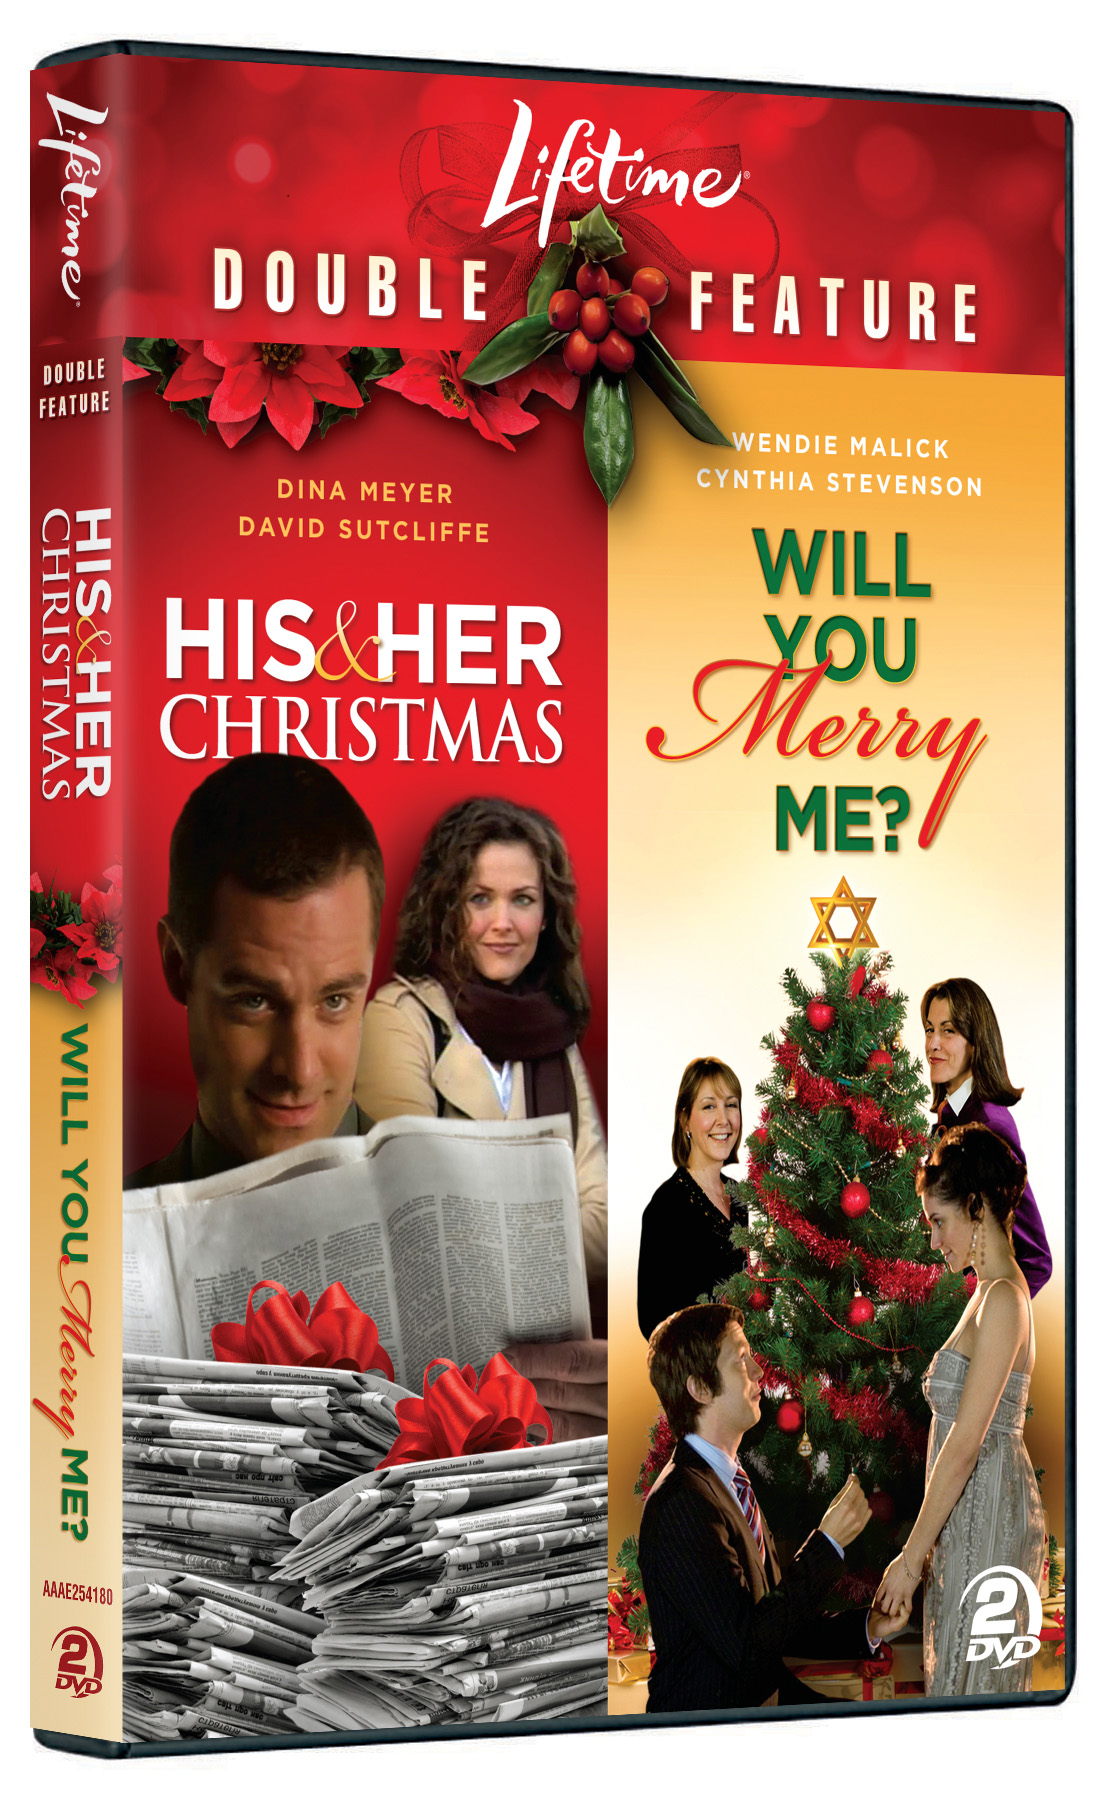 Lifetime
DOUBLE
FEATURE
HIS & HER
CHRISTMAS
WILL YOU Merry ME?
AAAE254180
2
DVD
Lifetime®
DOUBLE FEATURE
DINA MEYER
DAVID SUTCLIFFE
HIS & HER
CHRISTMAS
WENDIE MALICK
CYNTHIA STEVENSON
WILL
YOU
Merry
ME?
2
DVD